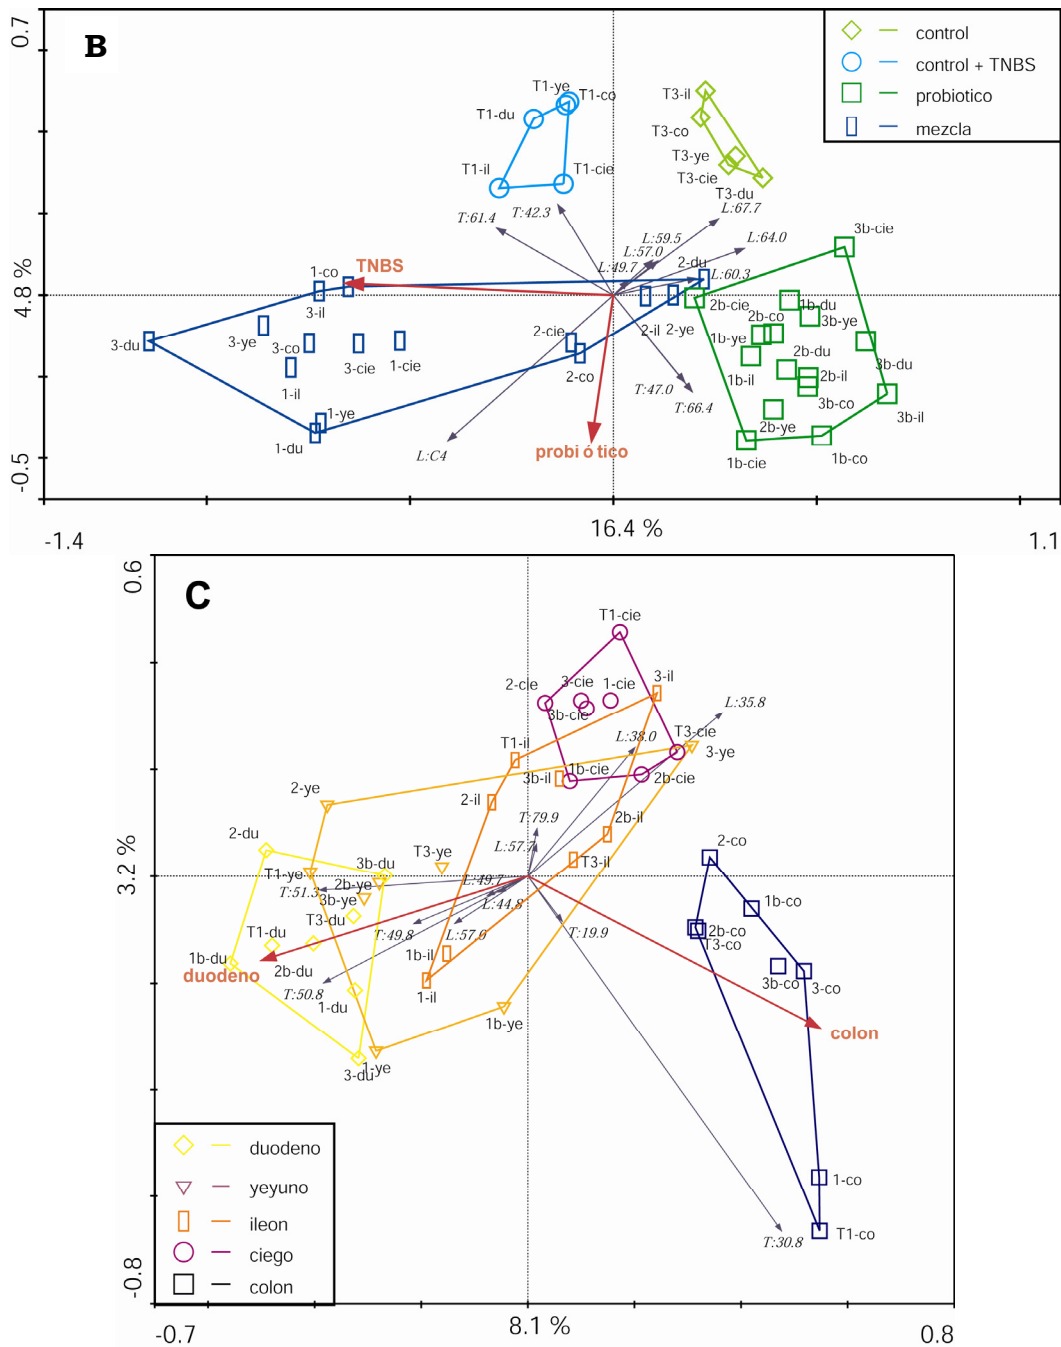 0.7
B
T1-ye
T1-co
T1-du
T1-il
T1-cie
T3-il
T3-co
T3-ye
T3-cie
T3-du
control
control + TNBS
probiotico
mezcla
T:61.4
T:42.3
L:67.7
L:59.5
L:57.0
L:64.0
L:49.7
2-du
L:60.3
3b-cie
TNBS
1-co
3-il
4.8 %
3-du
3-ye
3-co
3-cie
1-cie
1-il
1-ye
1-du
2-cie
2-co
2-il
2-ye
2b-cie
1b-du
2b-co
3b-ye
1b-ye
2b-du
3b-du
1b-il
2b-il
3b-co
3b-il
2b-ye
1b-cie
1b-co
T:47.0
T:66.4
L:C4
probi ó tico
-0.5
-1.4
16.4 %
1.1
0.6
C
T1-cie
2-cie
3-cie
1-cie
3-il
3b-cie
L:35.8
T1-il
L:38.0
T3-cie
3-ye
3b-il
1b-cie
2b-cie
2-ye
2-il
T:79.9
2b-il
2-du
L:57.7
T3-ye
3b-du
T3-il
2-co
3.2 %
T1-ye
2b-ye
L:49.7
T:51.3
3b-ye
L:44.8
1b-co
T3-du
T:49.8
L:57.0
T:19.9
2b-co
T3-co
T1-du
1b-du
duodeno
2b-du
1b-il
3b-co
3-co
T:50.8
1-du
1-il
1b-ye
colon
3-du
1-ye
duodeno
yeyuno
ileon
ciego
colon
1-co
T1-co
T:30.8
-0.8
-0.7
8.1 %
0.8